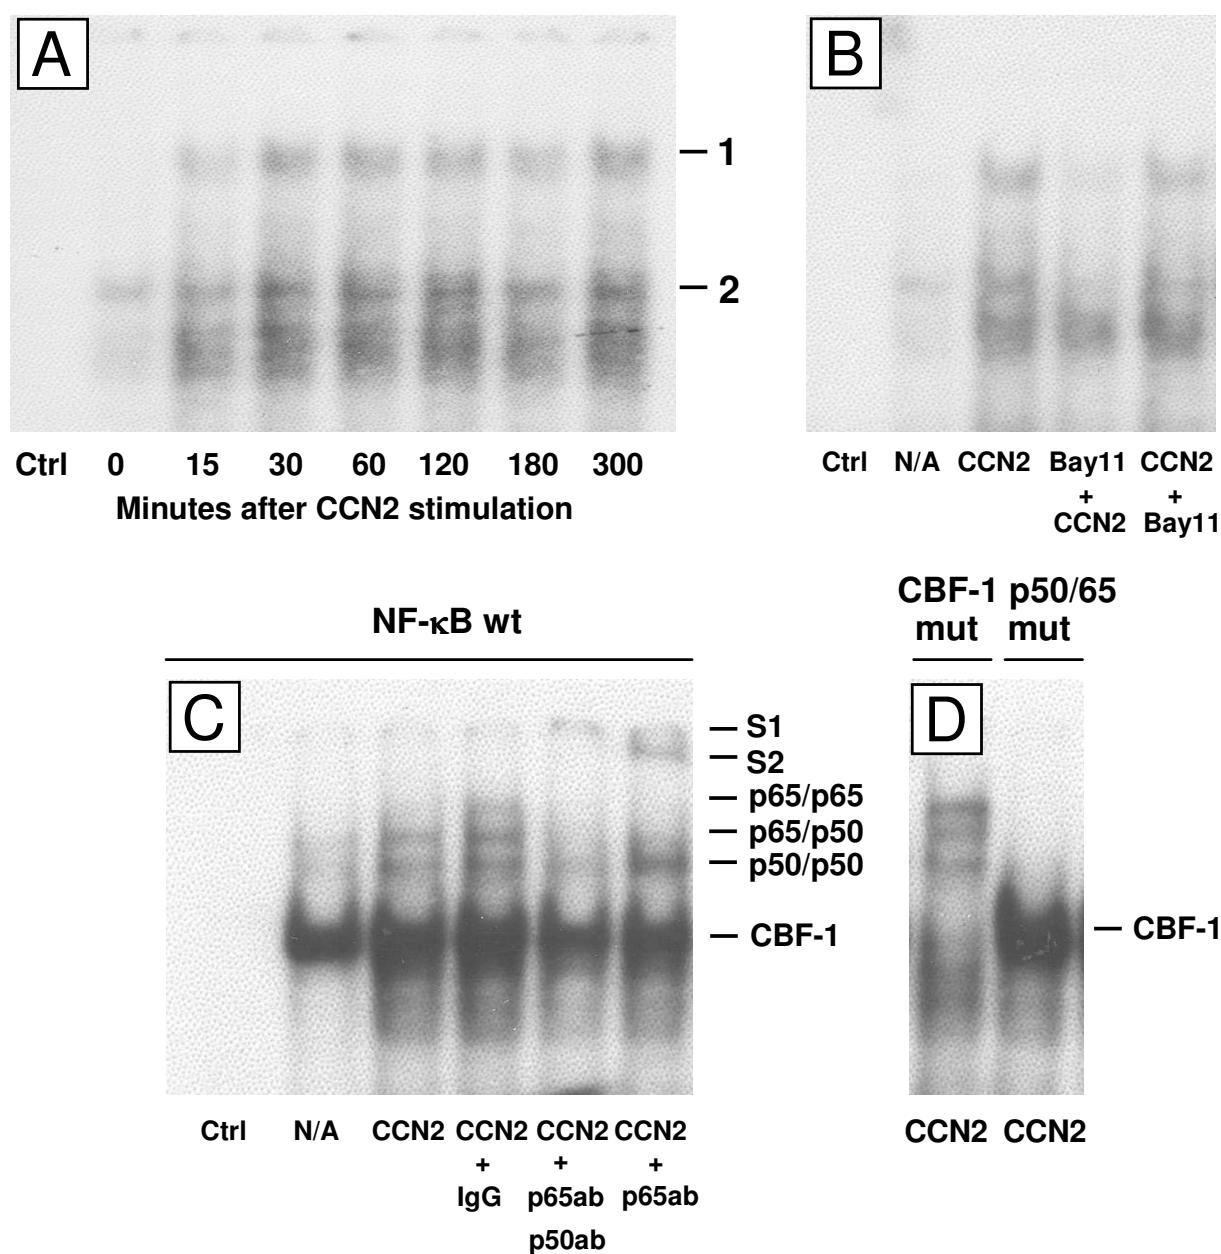 A
1
2
Ctrl 0 15 30 60 120 180 300
Minutes after CCN2 stimulation
B
Ctrl N/A CCN2 Bay11 CCN2
+ +
CCN2 Bay11
NF-κB wt
C
S1
S2
p65/p65
p65/p50
p50/p50
CBF-1
Ctrl N/A CCN2 CCN2 CCN2 CCN2
+ + +
IgG p65ab p65ab
p50ab
CBF-1 p50/65
mut mut
D
CBF-1
CCN2 CCN2